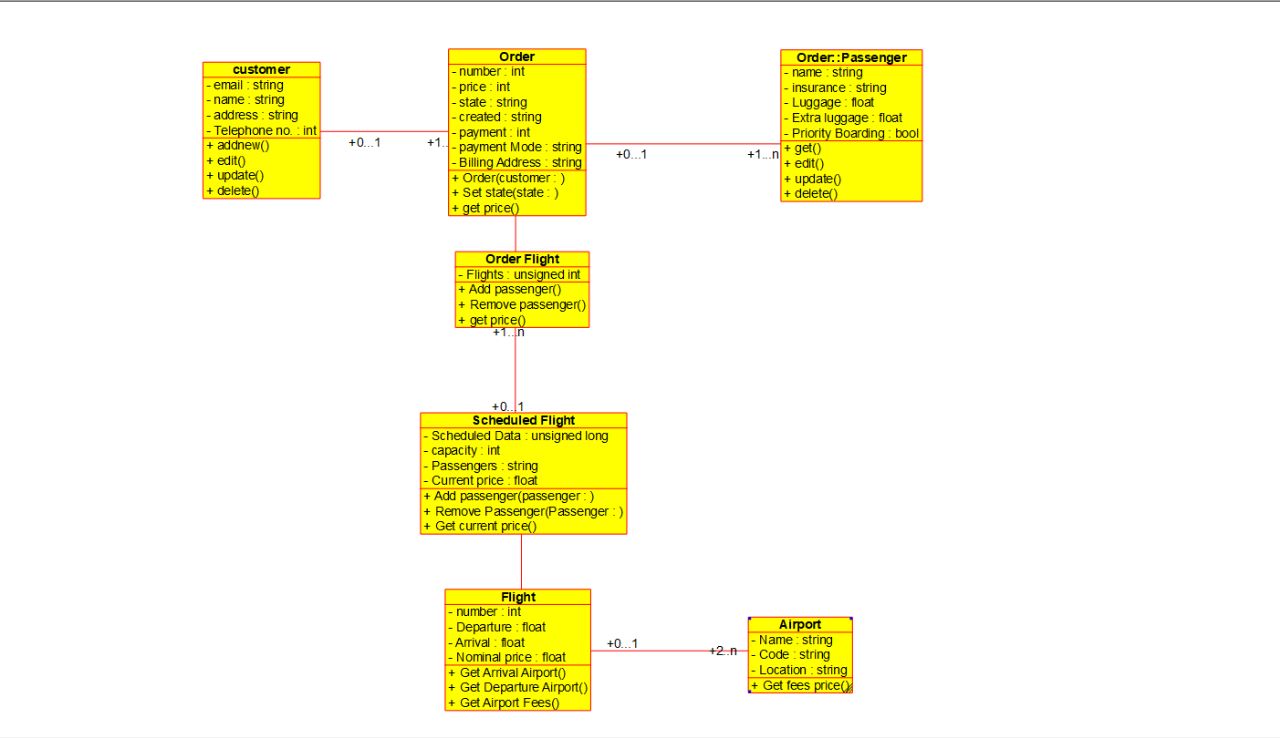 customer
- email : string
- name : string
- address : string
- Telephone no. : int
+ addnew()
+ edit()
+ update()
+ delete()
+0...1
+1..
Order
- number : int
- price : int
- state : string
- created : string
- payment : int
- payment Mode : string
- Billing Address : string
+ Order(customer : )
+ Set state(state : )
+ get price()
+0...1
+1...n
Order::Passenger
- name : string
- insurance : string
- Luggage : float
- Extra luggage : float
- Priority Boarding : bool
+ get()
+ edit()
+ update()
+ delete()
Order Flight
- Flights : unsigned int
+ Add passenger()
+ Remove passenger()
+ get price()
+1...n
+0...1
Scheduled Flight
- Scheduled Data : unsigned long
- capacity : int
- Passengers : string
- Current price : float
+ Add passenger(passenger : )
+ Remove Passenger(Passenger : )
+ Get current price()
Flight
- number : int
- Departure : float
- Arrival : float
- Nominal price : float
+ Get Arrival Airport()
+ Get Departure Airport()
+ Get Airport Fees()
+0...1
+2..n
Airport
- Name : string
- Code : string
- Location : string
+ Get fees price()